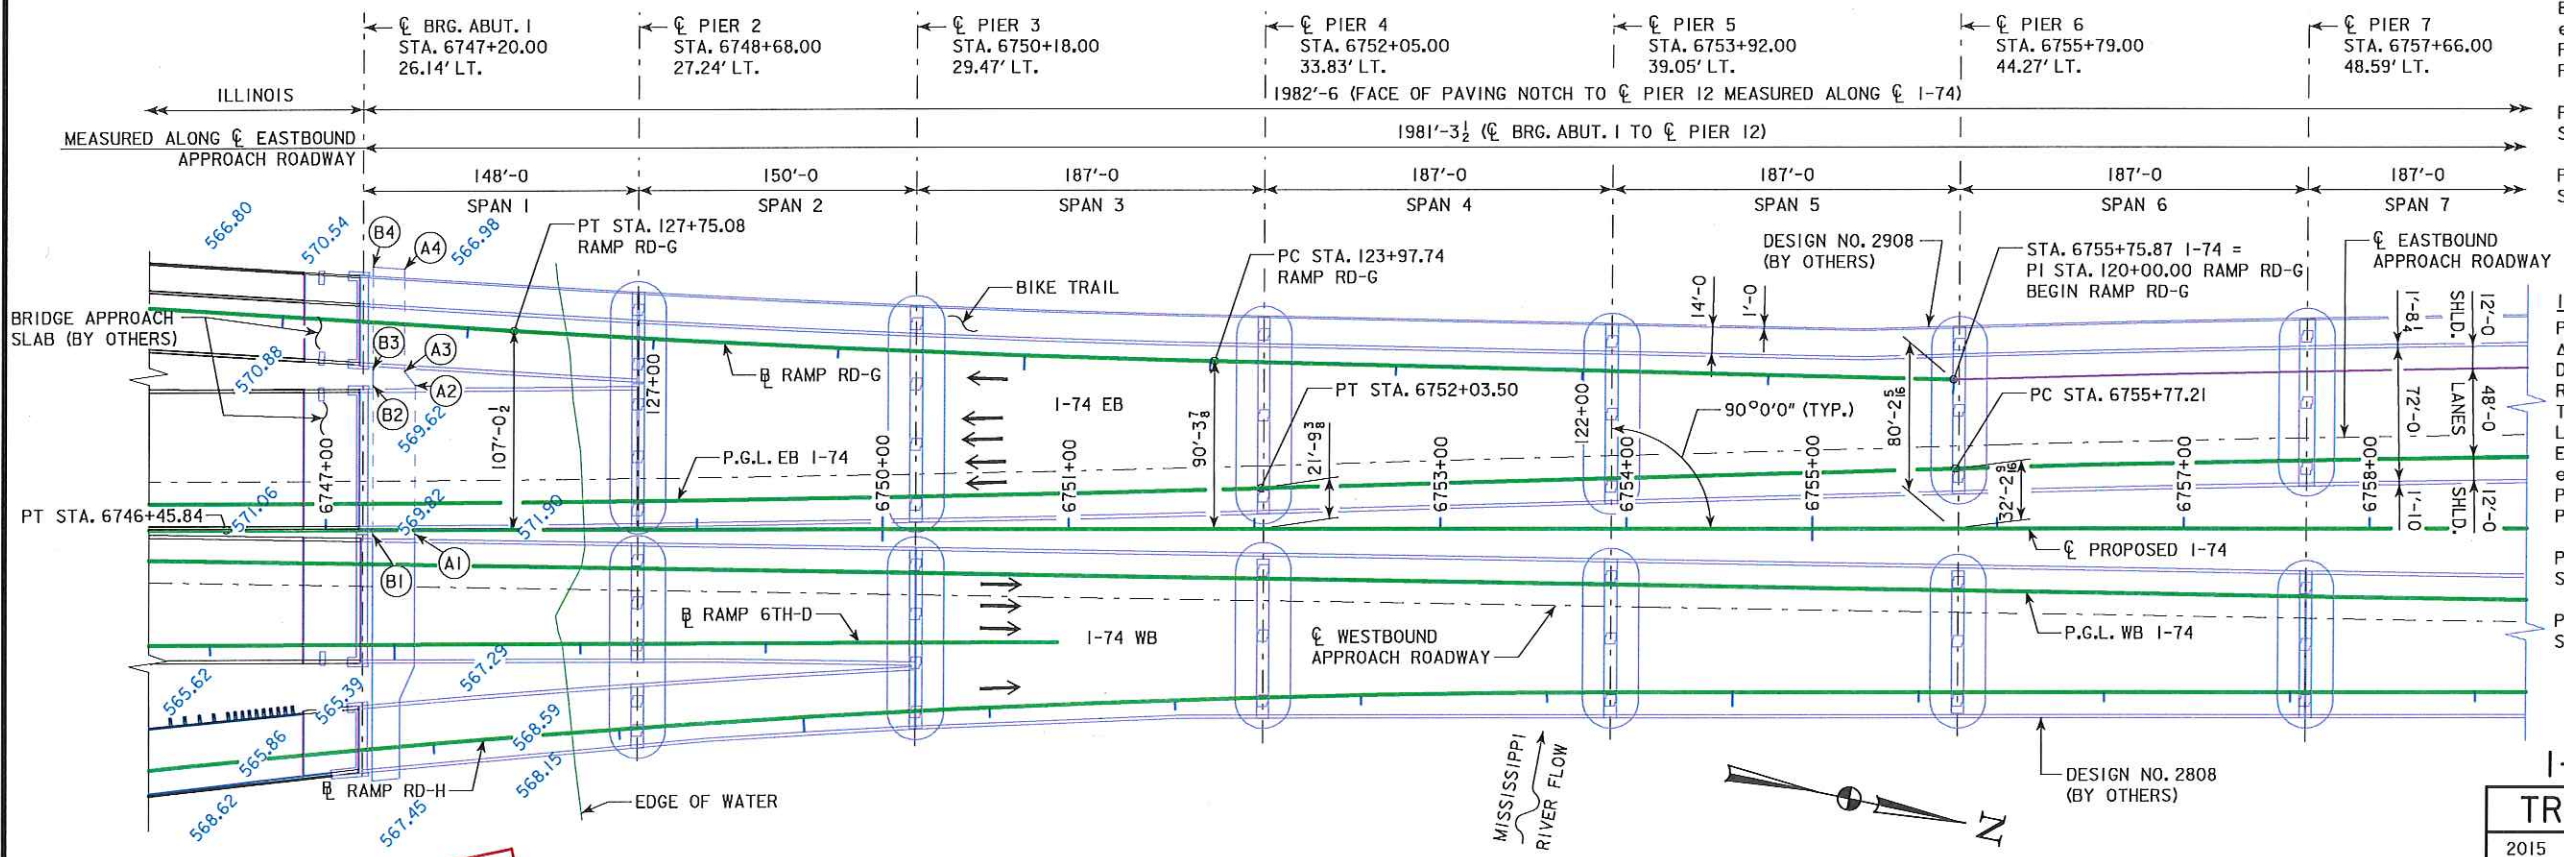 ℄ BRG. ABUT. 1
STA. 6747+20.00
26.14' LT.
℄ PIER 2
STA. 6748+68.00
27.24' LT.
℄ PIER 3
STA. 6750+18.00
29.47' LT.
℄ PIER 4
STA. 6752+05.00
33.83' LT.
℄ PIER 5
STA. 6753+92.00
39.05' LT.
℄ PIER 6
STA. 6755+79.00
44.27' LT.
℄ PIER 7
STA. 6757+66.00
48.59' LT.
ILLINOIS
1982'-6 (FACE OF PAVING NOTCH TO ℄ PIER 12 MEASURED ALONG ℄ I-74)
MEASURED ALONG ℄ EASTBOUND
APPROACH ROADWAY
1981'-3½ (℄ BRG. ABUT. 1 TO ℄ PIER 12)
148'-0
150'-0
187'-0
187'-0
187'-0
187'-0
187'-0
SPAN 1
SPAN 2
SPAN 3
SPAN 4
SPAN 5
SPAN 6
SPAN 7
566.80
570.54
B4
A4
566.98
PT STA. 127+75.08
RAMP RD-G
PC STA. 123+97.74
RAMP RD-G
DESIGN NO. 2908
(BY OTHERS)
STA. 6755+75.87 I-74 =
PI STA. 120+00.00 RAMP RD-G
BEGIN RAMP RD-G
℄ EASTBOUND
APPROACH ROADWAY
BIKE TRAIL
14'-0
1'-0
1'-8¼
SHLD.
12'-0
BRIDGE APPROACH
SLAB (BY OTHERS)
570.88
B3
A3
B2
A2
569.62
107'-0½
127+00
B̲L RAMP RD-G
I-74 EB
90'-3⅞
PT STA. 6752+03.50
122+00
90°0'0" (TYP.)
80'-2 5/16
PC STA. 6755+77.21
72'-0
LANES
48'-0
6747+00
P.G.L. EB I-74
6750+00
6751+00
21'-9⅜
6753+00
6754+00
6755+00
32'-2 9/16
6757+00
6758+00
1'-10
SHLD.
12'-0
PT STA. 6746+45.84
571.06
569.82
571.90
B1
A1
℄ PROPOSED I-74
B̲L RAMP 6TH-D
I-74 WB
℄ WESTBOUND
APPROACH ROADWAY
P.G.L. WB I-74
565.62
565.39
567.29
565.86
568.59
568.62
567.45
568.15
B̲L RAMP RD-H
EDGE OF WATER
MISSISSIPPI
RIVER FLOW
N
DESIGN NO. 2808
(BY OTHERS)
TR
2015